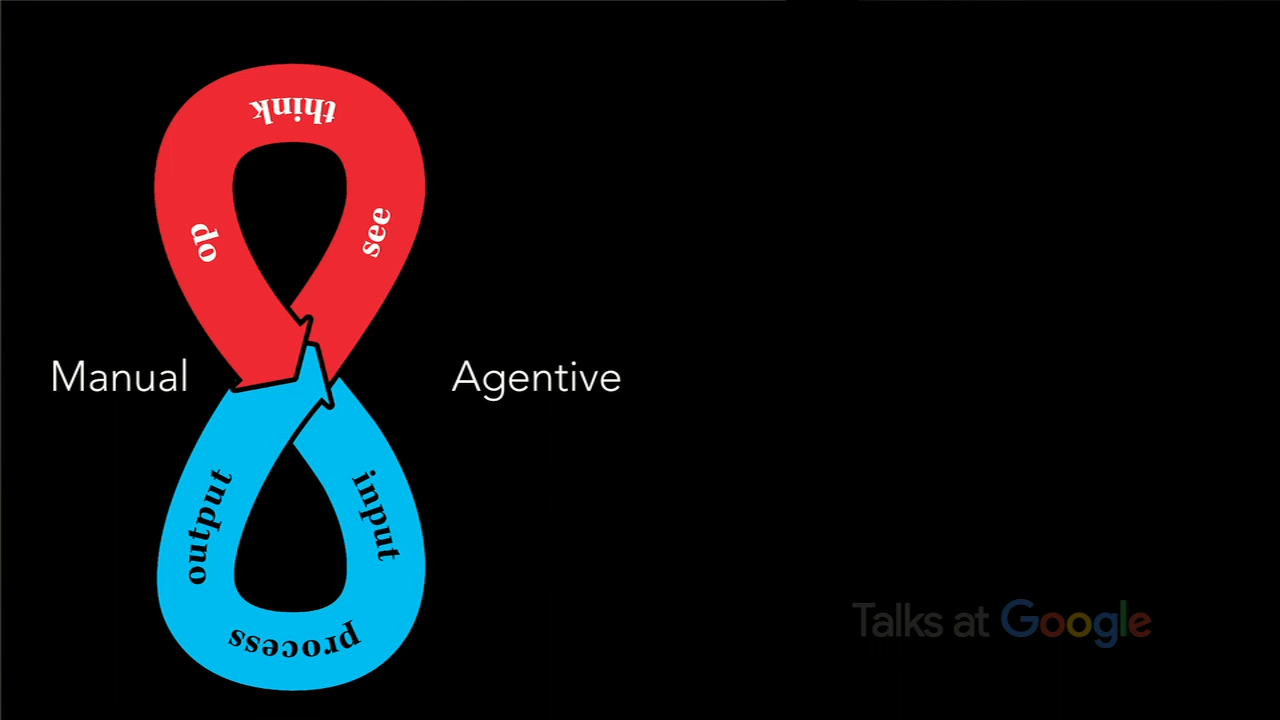 think
do
see
Manual
Agentive
output
input
process
Talks at Google